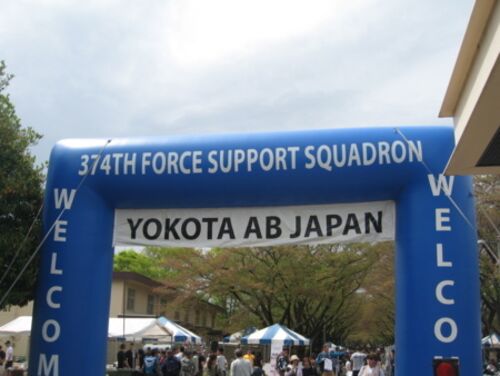 374TH FORCE SUPPORT SQUADRON
YOKOTA AB JAPAN
WELCOM
WELCO